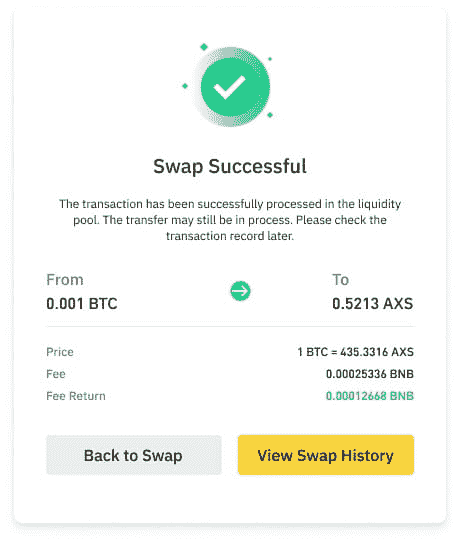 Swap Successful
The transaction has been successfully processed in the liquidity
pool. The transfer may still be in process. Please check the
transaction record later.
From To
0.001 BTC 0.5213 AXS
Price 1 BTC = 435.3316 AXS
Fee 0.00025336 BNB
Fee Return 0.00012668 BNB
Back to Swap View Swap History